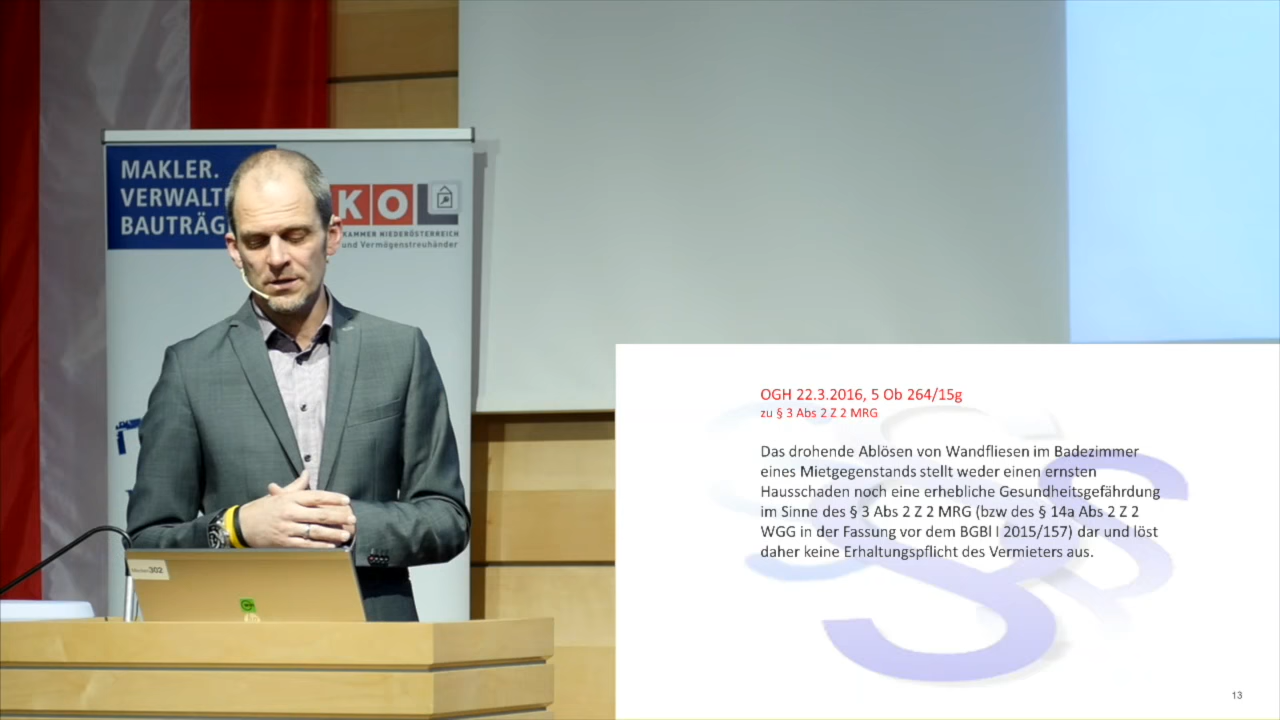 MAKLER.
VERWALT
BAUTRÄG
KOL
KAMMER NIEDERÖSTERREICH
und Vermögenstreuhänder
302
OGH 22.3.2016, 5 Ob 264/15g
zu § 3 Abs 2 Z 2 MRG
Das drohende Ablösen von Wandfliesen im Badezimmer
eines Mietgegenstands stellt weder einen ernsten
Hausschaden noch eine erhebliche Gesundheitsgefährdung
im Sinne des § 3 Abs 2 Z 2 MRG (bzw des § 14a Abs 2 Z 2
WGG in der Fassung vor dem BGBl I 2015/157) dar und löst
daher keine Erhaltungspflicht des Vermieters aus.
13